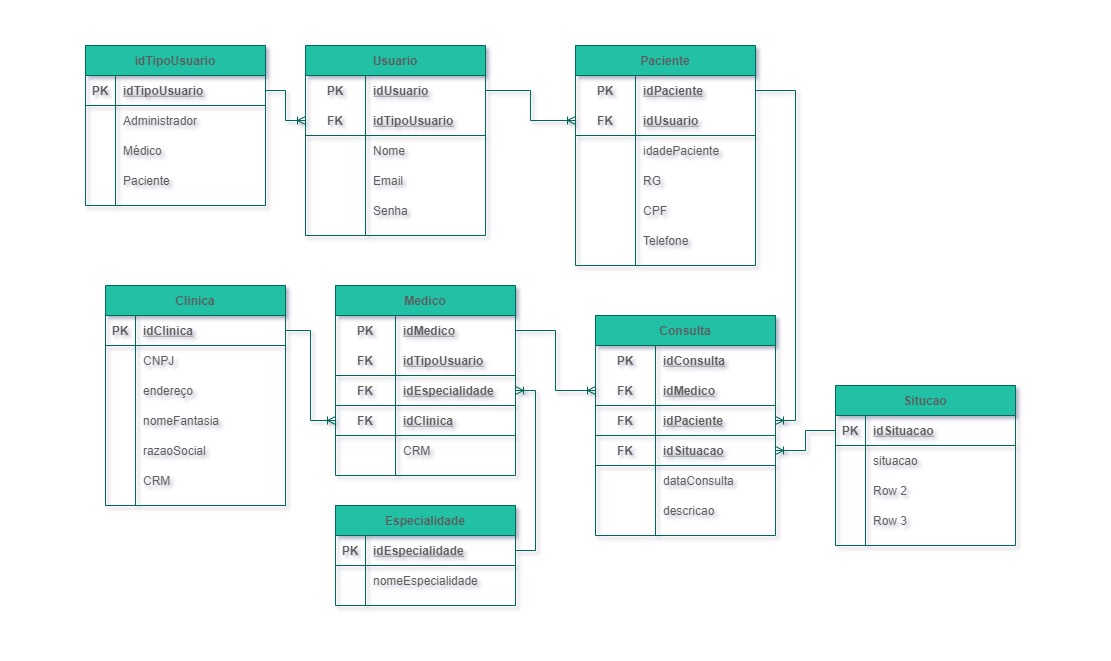 idTipoUsuario
PK idTipoUsuario
Administrador
Médico
Paciente
Usuario
PK idUsuario
FK idTipoUsuario
Nome
Email
Senha
Paciente
PK idPaciente
FK idUsuario
idadePaciente
RG
CPF
Telefone
Clinica
PK idClinica
CNPJ
endereço
nomeFantasia
razaoSocial
CRM
Medico
PK idMedico
FK idTipoUsuario
FK idEspecialidade
FK idClinica
CRM
Consulta
PK idConsulta
FK idMedico
FK idPaciente
FK idSituacao
dataConsulta
descricao
Situcao
PK idSituacao
situacao
Row 2
Row 3
Especialidade
PK idEspecialidade
nomeEspecialidade